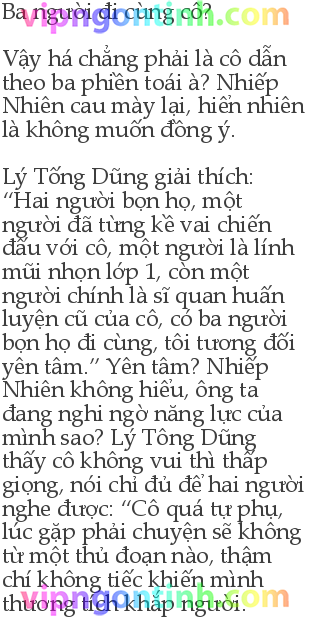 Ba người đi cùng cô?
vipngontinh.com
Vậy há chẳng phải là cô dẫn
theo ba phiền toái à? Nhiếp
Nhiên cau mày lại, hiển nhiên
là không muốn đồng ý.
Lý Tống Dũng giải thích:
“Hai người bọn họ, một
người đã từng kề vai chiến
đấu với cô, một người là lính
mũi nhọn lớp 1, còn một
người chính là sĩ quan huấn
luyện cũ của cô, có ba người
bọn họ đi cùng, tôi tương đối
yên tâm.” Yên tâm? Nhiếp
Nhiên không hiểu, ông ta
đang nghi ngờ năng lực của
mình sao? Lý Tông Dũng
thấy cô không vui thì thấp
giọng, nói chỉ đủ để hai người
nghe được: “Cô quá tự phụ,
lúc gặp phải chuyện sẽ không
từ một thủ đoạn nào, thậm
chí không tiếc khiến mình
thương tích khắp người.
vipngontinh.com